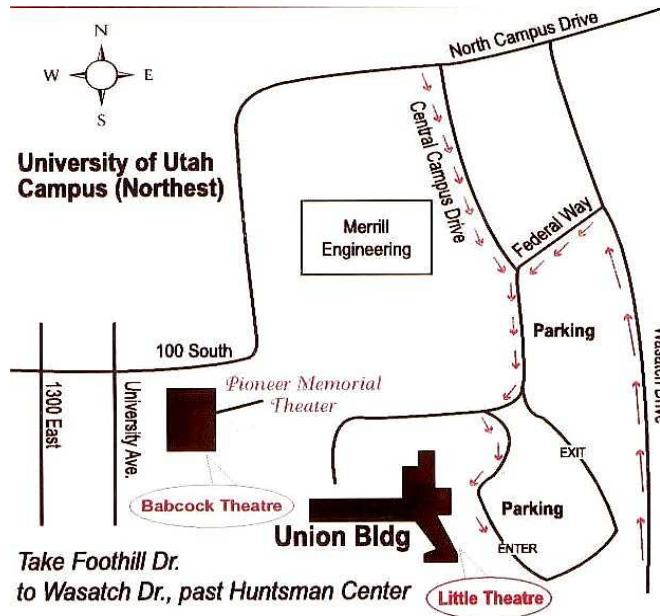 N
W E
S
North Campus Drive
University of Utah
Campus (Northest)
Central Campus Drive
Merrill
Engineering
Federal Way
Parking
100 South
1300 East
University Ave.
Pioneer Memorial
Theater
Drive
EXIT
Babcock Theatre
Parking
Union Bldg
ENTER
Take Foothill Dr.
to Wasatch Dr., past Huntsman Center
Little Theatre